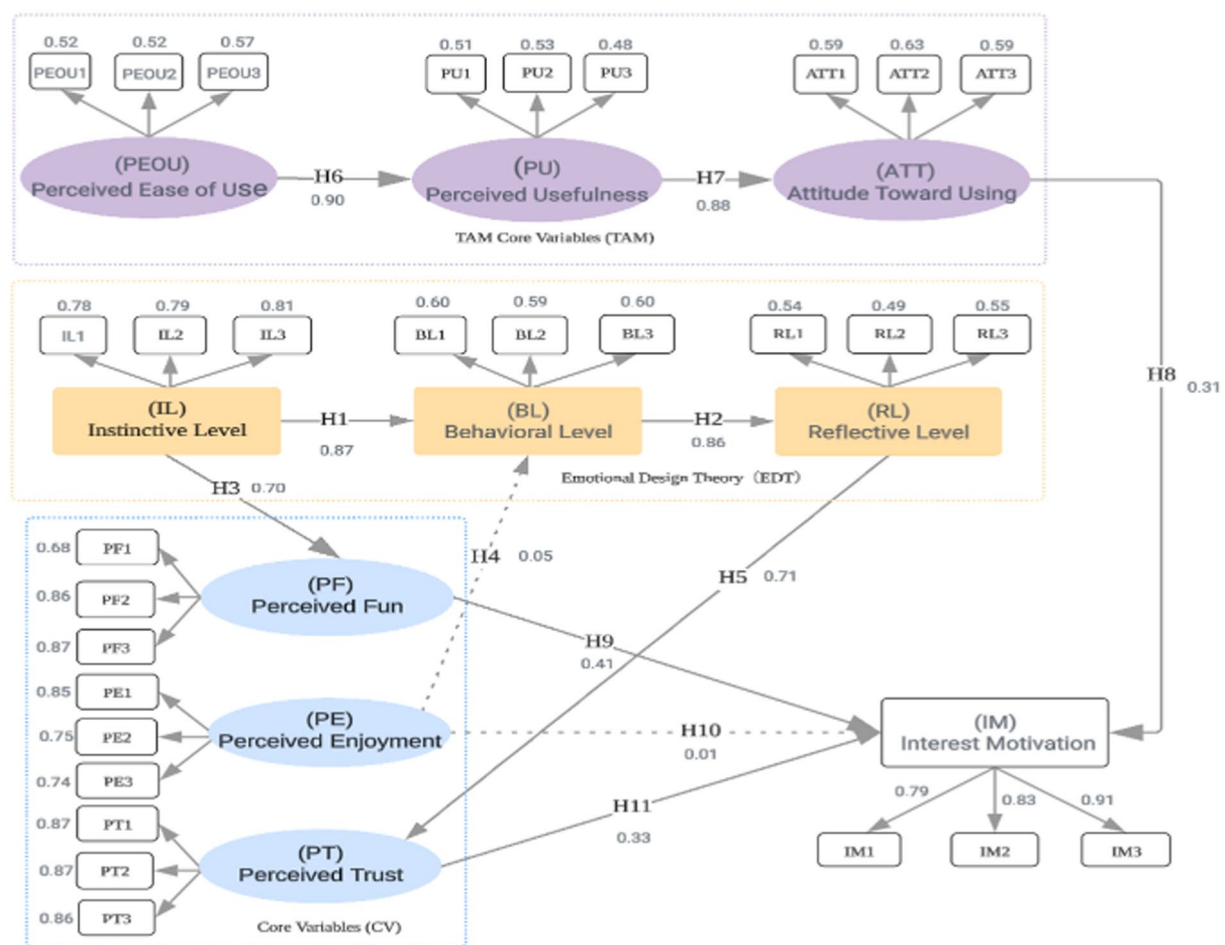 0.52 0.52 0.57 0.51 0.53 0.48 0.59 0.63 0.59
PEOU1 PEOU2 PEOU3 PU1 PU2 PU3 ATT1 ATT2 ATT3
(PEOU)
Perceived Ease of Use
H6
0.90
(PU)
Perceived Usefulness
H7
0.88
(ATT)
Attitude Toward Using
TAM Core Variables (TAM)
H8 0.31
0.78 0.79 0.81 0.60 0.59 0.60 0.54 0.49 0.55
IL1 IL2 IL3 BL1 BL2 BL3 RL1 RL2 RL3
(IL)
Instinctive Level
H1
0.87
(BL)
Behavioral Level
H2
0.86
(RL)
Reflective Level
Emotional Design Theory（EDT）
H3 0.70
H4 0.05
H5 0.71
0.68 PF1
0.86 PF2
0.87 PF3
(PF)
Perceived Fun
H9
0.41
0.85 PE1
0.75 PE2
0.74 PE3
(PE)
Perceived Enjoyment
H10
0.01
(IM)
Interest Motivation
0.79 0.83 0.91
IM1 IM2 IM3
0.87 PT1
0.87 PT2
0.86 PT3
(PT)
Perceived Trust
H11
0.33
Core Variables (CV)